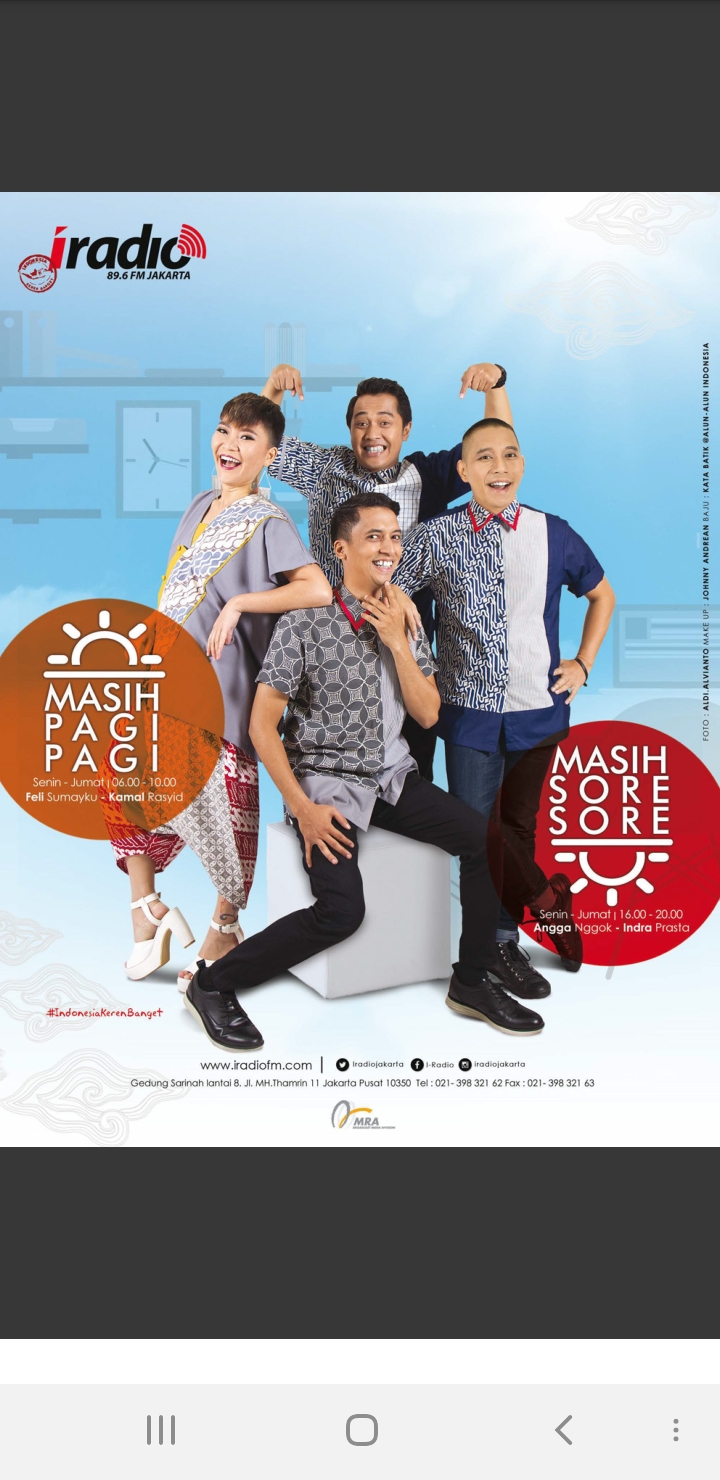 iradio
89.6 FM JAKARTA
INDONESIA
FOTO : ALDI.ALVIANTO MAKE UP : JOHNNY ANDREAN BAJU : KATA BATIK @ALUN-ALUN INDONESIA
MASIH
PAGI
PAGI
Senin - Jumat | 06.00 - 10.00
Feli Sumayku - Kamal Rasyid
MASIH
SORE
SORE
Senin - Jumat | 16.00 - 20.00
Angga Nggok - Indra Prasta
#IndonesiaKerenBanget
www.iradiofm.com | Iradiojakarta I-Radio iradiojakarta
Gedung Sarinah lantai 8. Jl. MH.Thamrin 11 Jakarta Pusat 10350 Tel : 021- 398 321 62 Fax : 021- 398 321 63
MRA